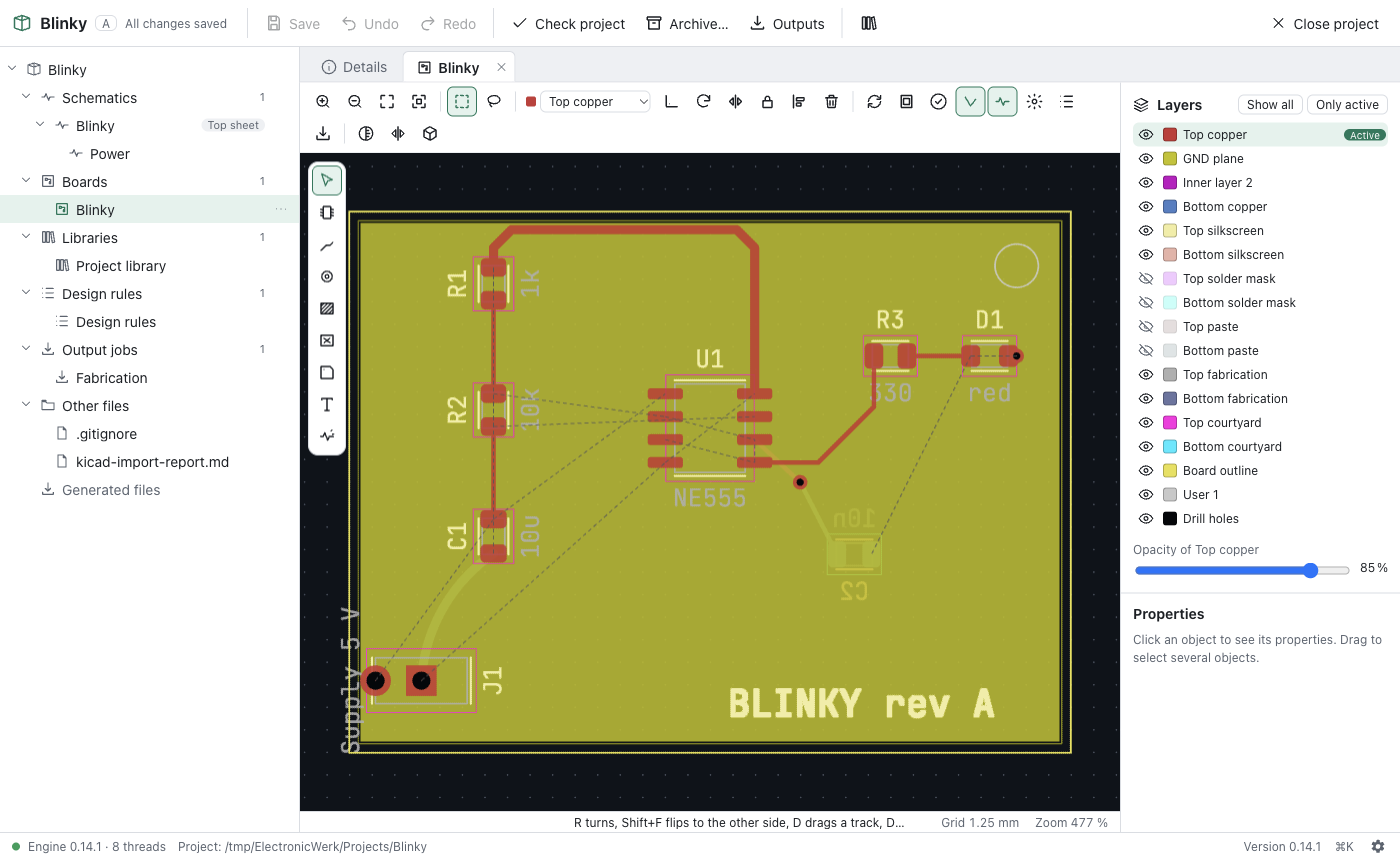 Blinky A All changes saved Save Undo Redo Check project Archive... Outputs Close project
Blinky
Schematics 1
Blinky Top sheet
Power
Boards 1
Blinky ...
Libraries 1
Project library
Design rules 1
Design rules
Output jobs 1
Fabrication
Other files
.gitignore
kicad-import-report.md
Generated files
Details Blinky
Top copper
R1
1k
R2
10k
C1
10u
U1
NE555
R3
330
D1
red
10n
C2
Supply 5 V
J1
BLINKY rev A
R turns, Shift+F flips to the other side, D drags a track, D... Grid 1.25 mm Zoom 477 %
Layers Show all Only active
Top copper Active
GND plane
Inner layer 2
Bottom copper
Top silkscreen
Bottom silkscreen
Top solder mask
Bottom solder mask
Top paste
Bottom paste
Top fabrication
Bottom fabrication
Top courtyard
Bottom courtyard
Board outline
User 1
Drill holes
Opacity of Top copper
85 %
Properties
Click an object to see its properties. Drag to
select several objects.
Engine 0.14.1 · 8 threads Project: /tmp/ElectronicWerk/Projects/Blinky Version 0.14.1 ⌘K